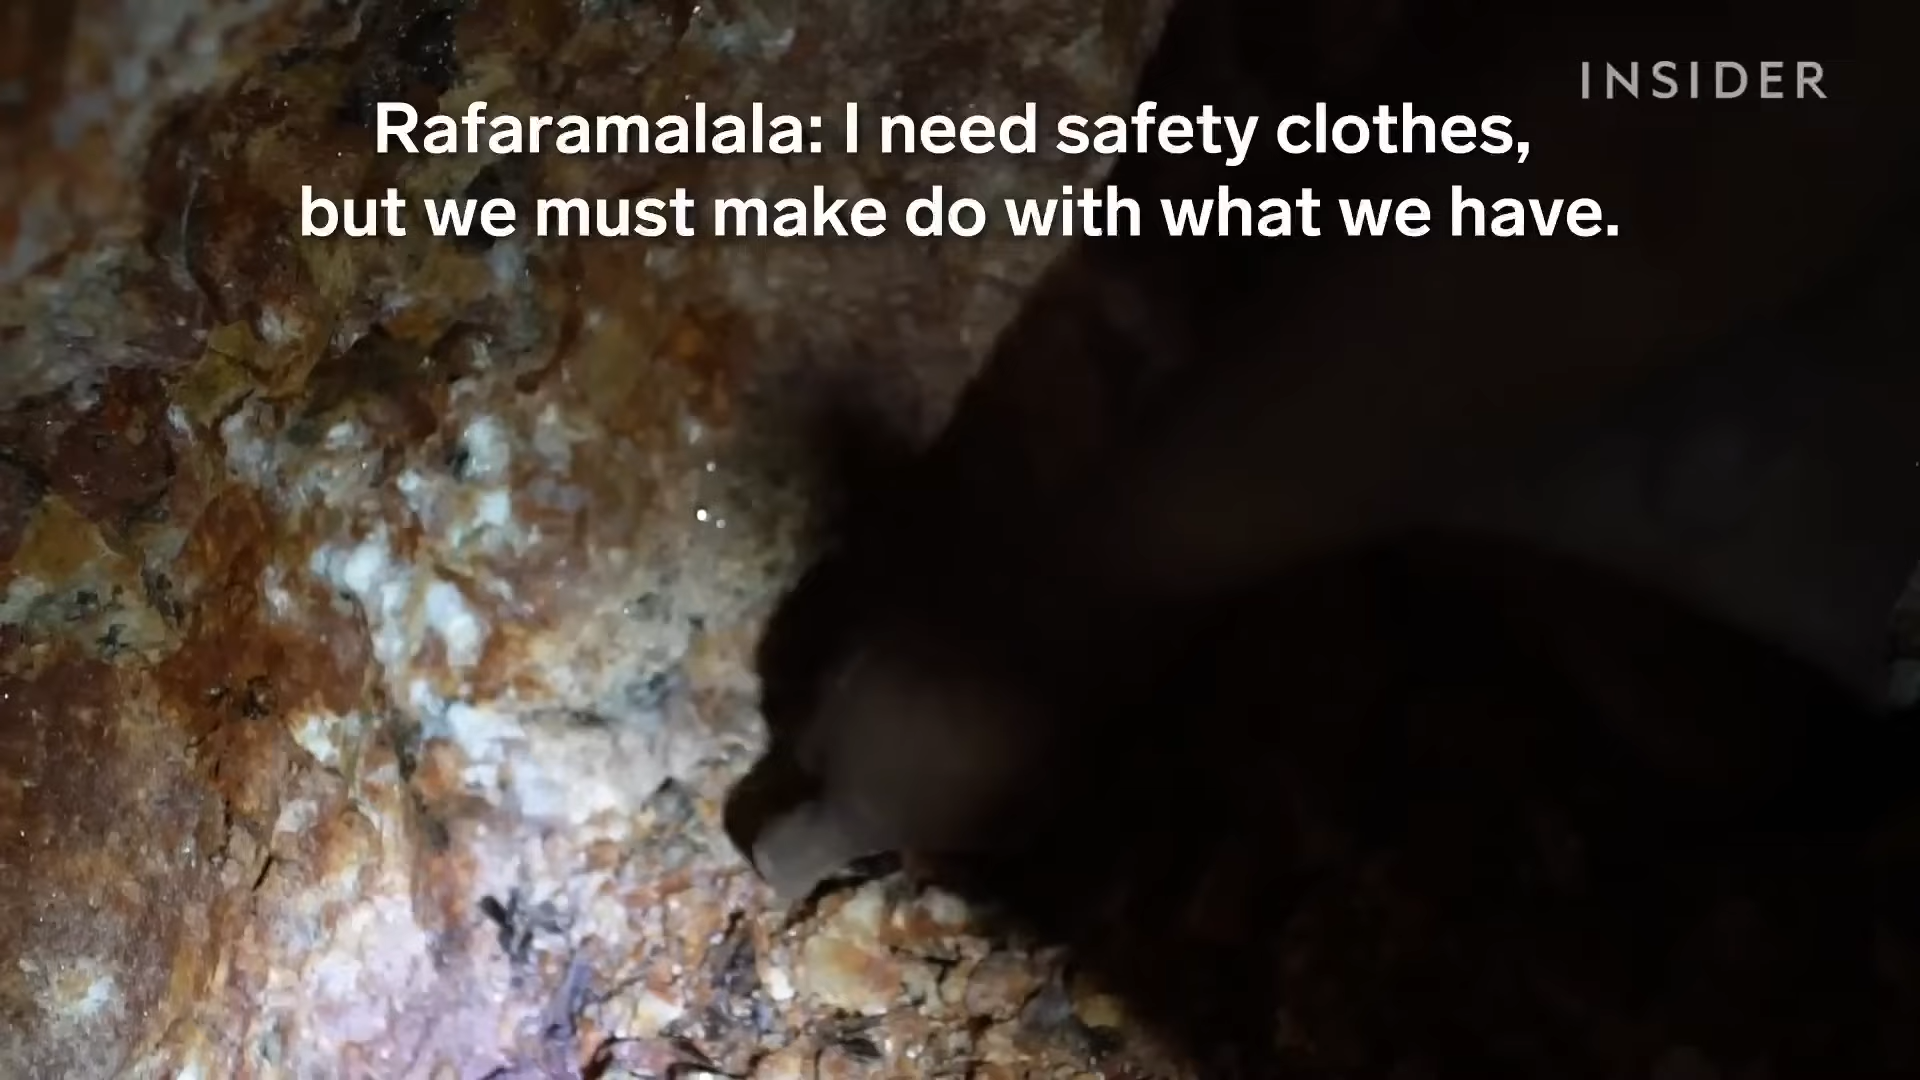 INSIDER
Rafaramalala: I need safety clothes,
but we must make do with what we have.